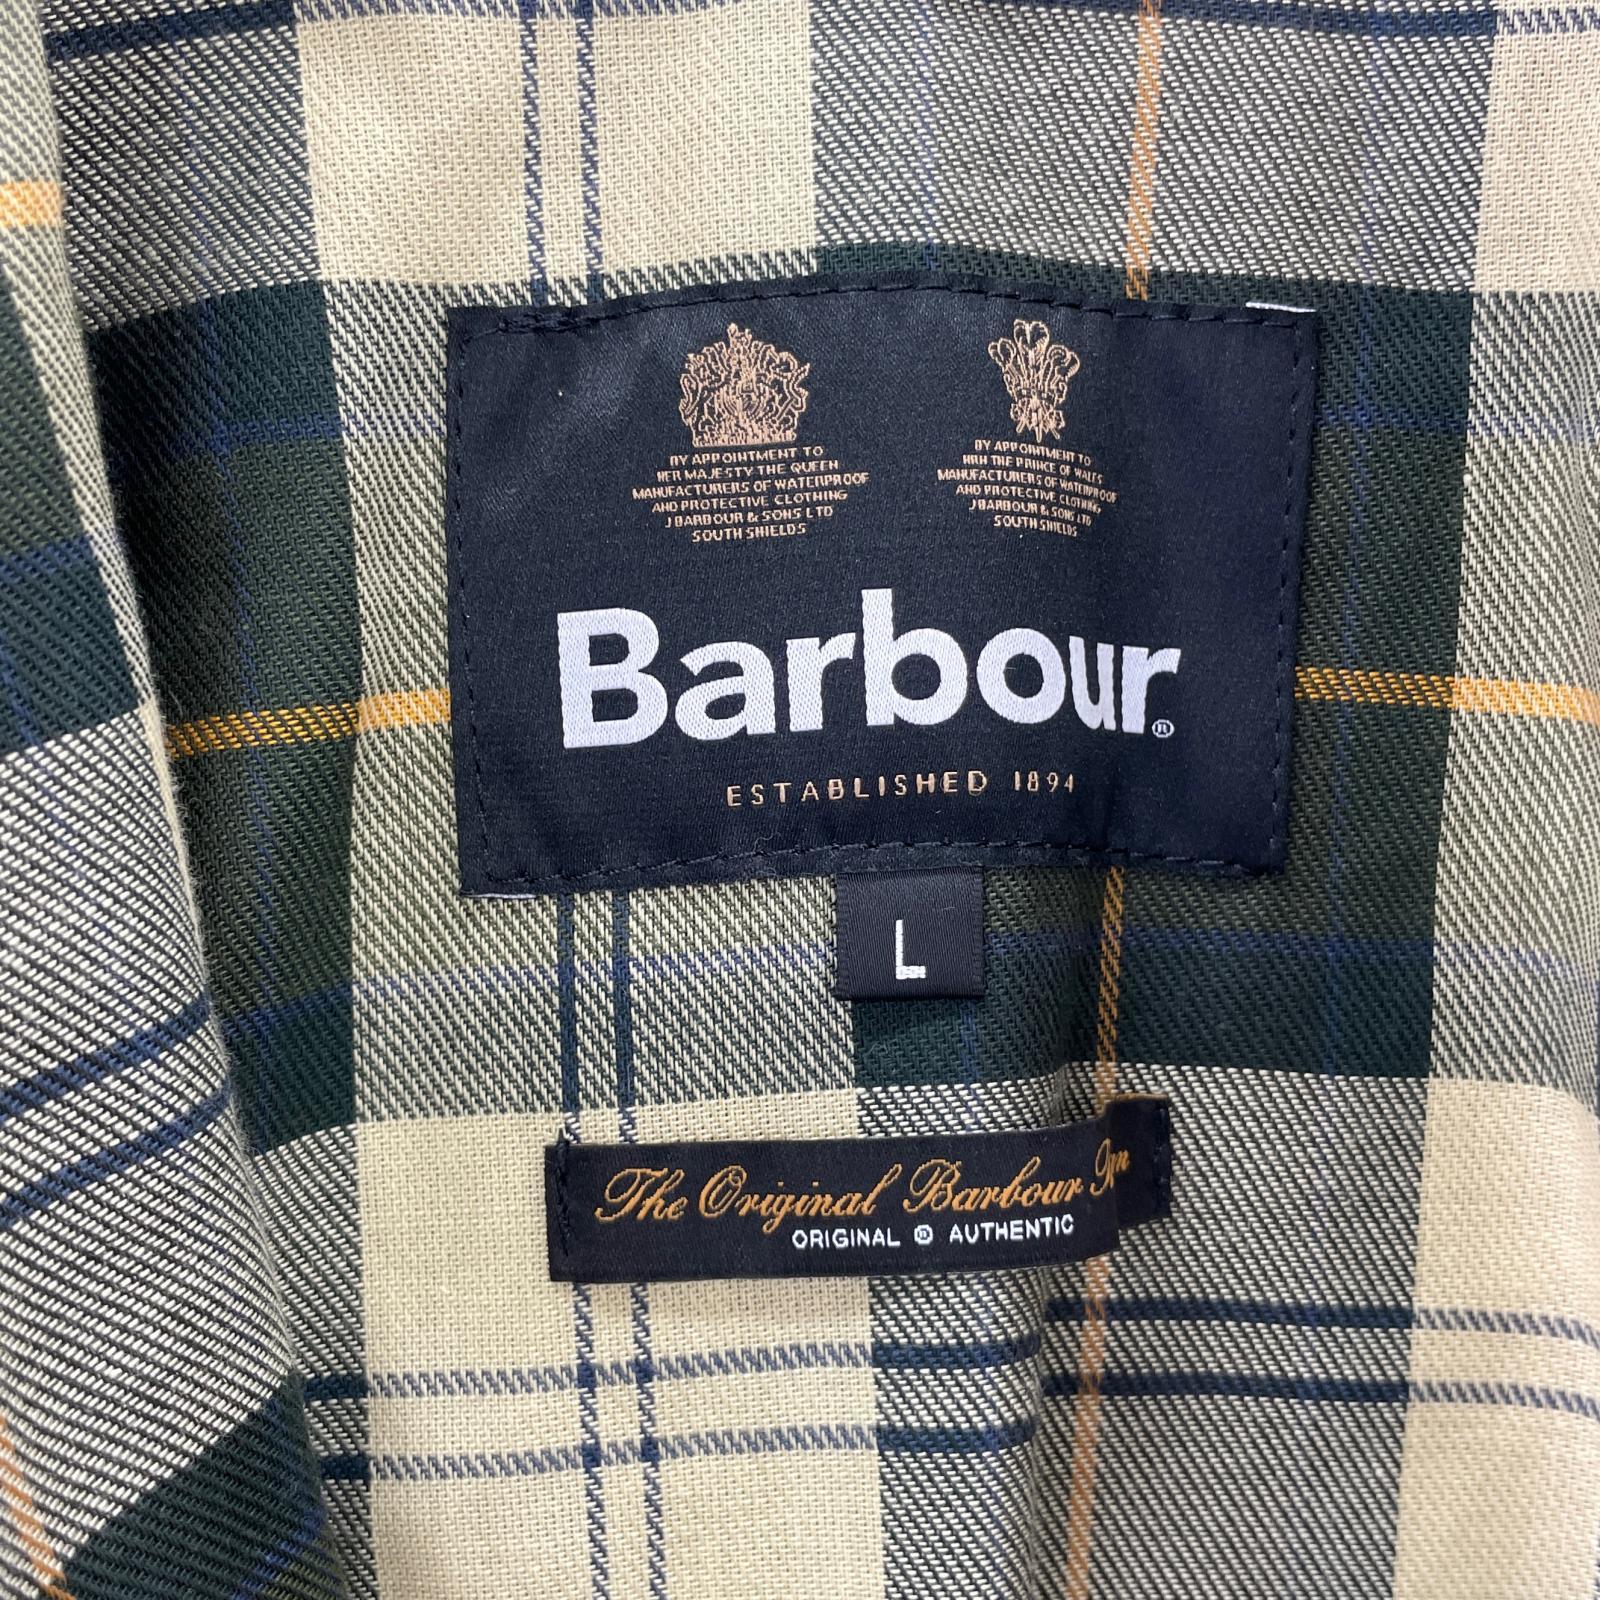 BY APPOINTMENT TO
HER MAJESTY THE QUEEN
MANUFACTURERS OF WATERPROOF
AND PROTECTIVE CLOTHING
J BARBOUR & SONS LTD
SOUTH SHIELDS
BY APPOINTMENT TO
HRH THE PRINCE OF WALES
MANUFACTURERS OF WATERPROOF
AND PROTECTIVE CLOTHING
J BARBOUR & SONS LTD
SOUTH SHIELDS
Barbour®
ESTABLISHED 1894
L
The Original Barbour
ORIGINAL ® AUTHENTIC